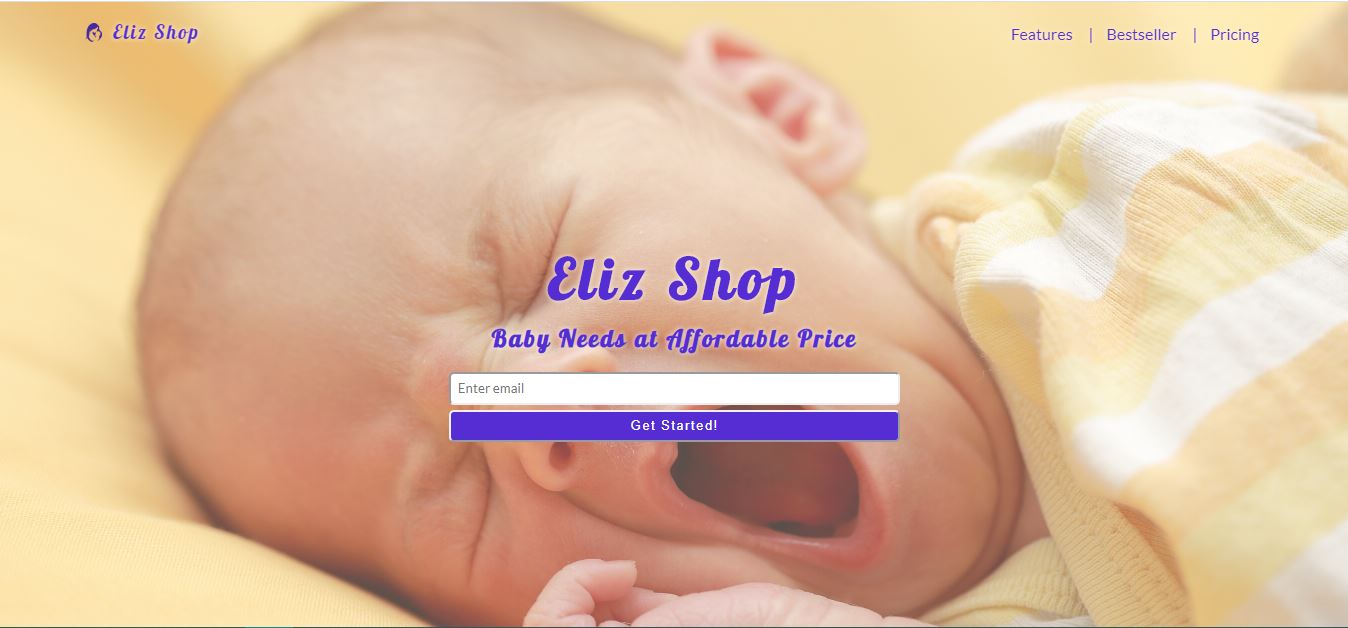 Eliz Shop
Features | Bestseller | Pricing
Eliz Shop
Baby Needs at Affordable Price
Enter email
Get Started!